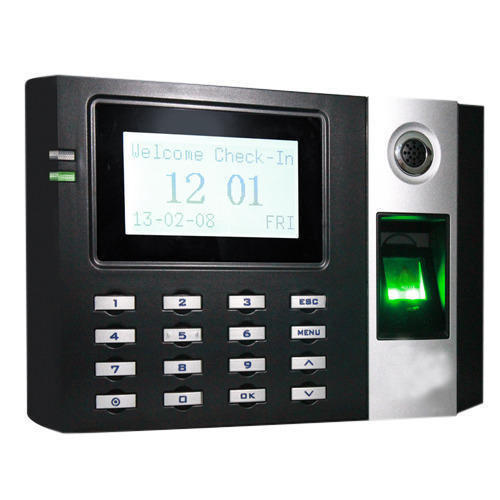 Welcome Check-In
12 01
13-02-08 FRI
1 2 3 ESC
4 5 6 MENU
7 8 9
0 OK